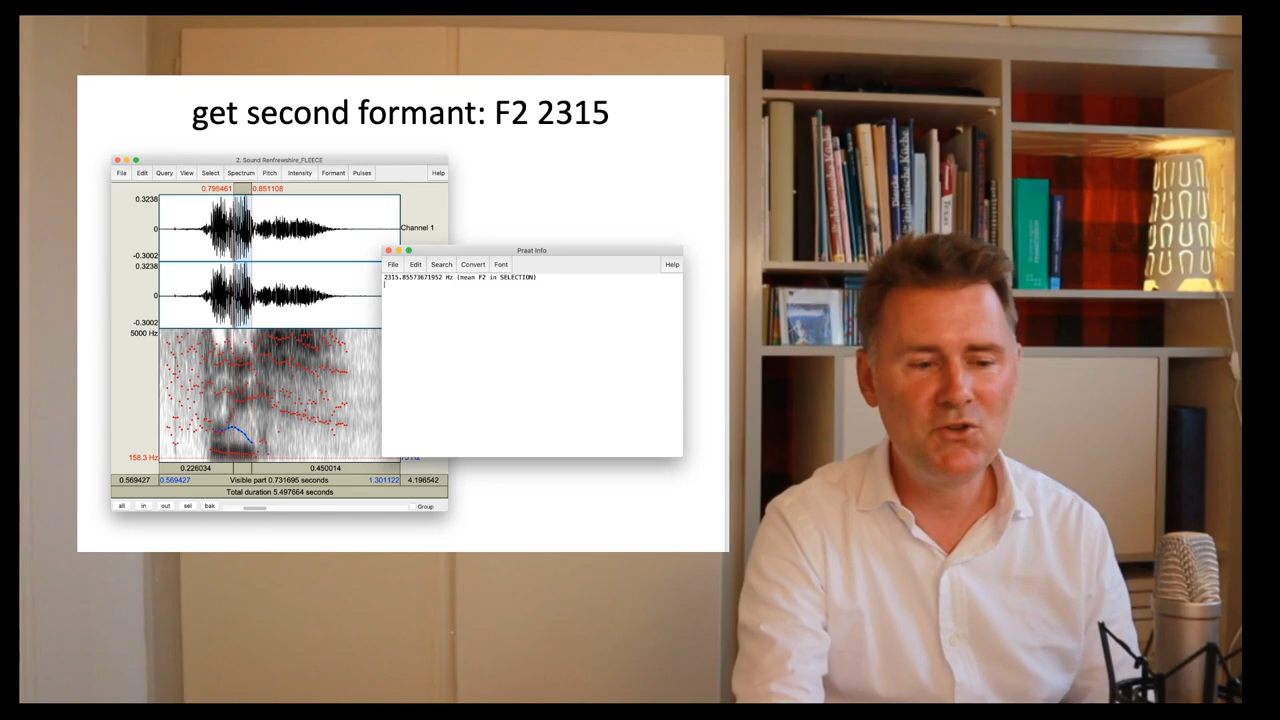 get second formant: F2 2315
2. Sound Renfrewshire_FLEECE
File Edit Query View Select Spectrum Pitch Intensity Formant Pulses Help
0.795461 0.851108
0.3238
0
-0.3002
Channel 1
0.3238
0
-0.3002
5000 Hz
158.3 Hz
0.226034 0.450014
0.569427 0.569427 Visible part 0.731695 seconds 1.301122 4.196542
Total duration 5.497664 seconds
all in out sel bak Group
Praat Info
File Edit Search Convert Font Help
2315.85573671952 Hz (mean F2 in SELECTION)
Italienische Küche
Texas